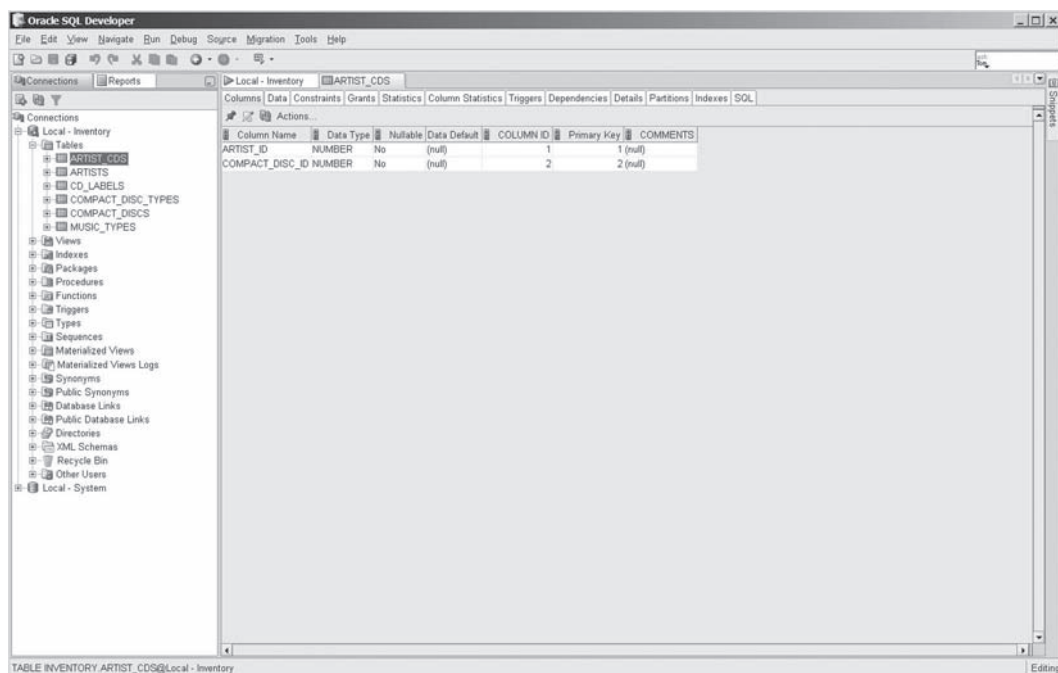 Oracle SQL Developer
File Edit View Navigate Run Debug Source Migration Tools Help
Connections Reports
Local - Inventory ARTIST_CDS
Columns Data Constraints Grants Statistics Column Statistics Triggers Dependencies Details Partitions Indexes SQL
Actions...
Column Name Data Type Nullable Data Default COLUMN ID Primary Key COMMENTS
ARTIST_ID NUMBER No (null) 1 1 (null)
COMPACT_DISC_ID NUMBER No (null) 2 2 (null)
Connections
Local - Inventory
Tables
ARTIST_CDS
ARTISTS
CD_LABELS
COMPACT_DISC_TYPES
COMPACT_DISCS
MUSIC_TYPES
Views
Indexes
Packages
Procedures
Functions
Triggers
Types
Sequences
Materialized Views
Materialized Views Logs
Synonyms
Public Synonyms
Database Links
Public Database Links
Directories
XML Schemas
Recycle Bin
Other Users
Local - System
Snippets
TABLE INVENTORY.ARTIST_CDS@Local - Inventory
Editing